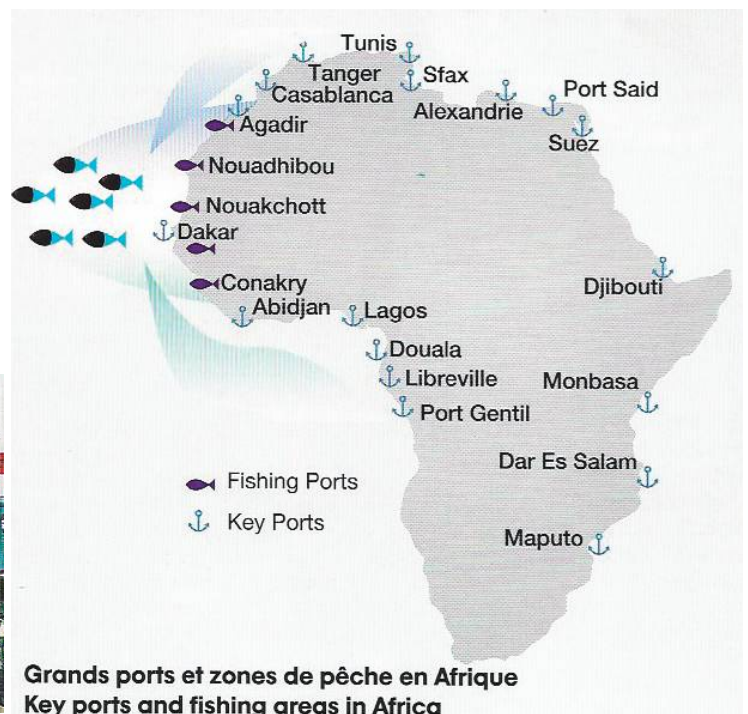 Tunis
Tanger
Sfax
Casablanca
Port Said
Alexandrie
Agadir
Suez
Nouadhibou
Nouakchott
Dakar
Conakry
Djibouti
Abidjan
Lagos
Douala
Libreville
Monbasa
Port Gentil
Dar Es Salam
Fishing Ports
Key Ports
Maputo
Grands ports et zones de pêche en Afrique
Key ports and fishing areas in Africa